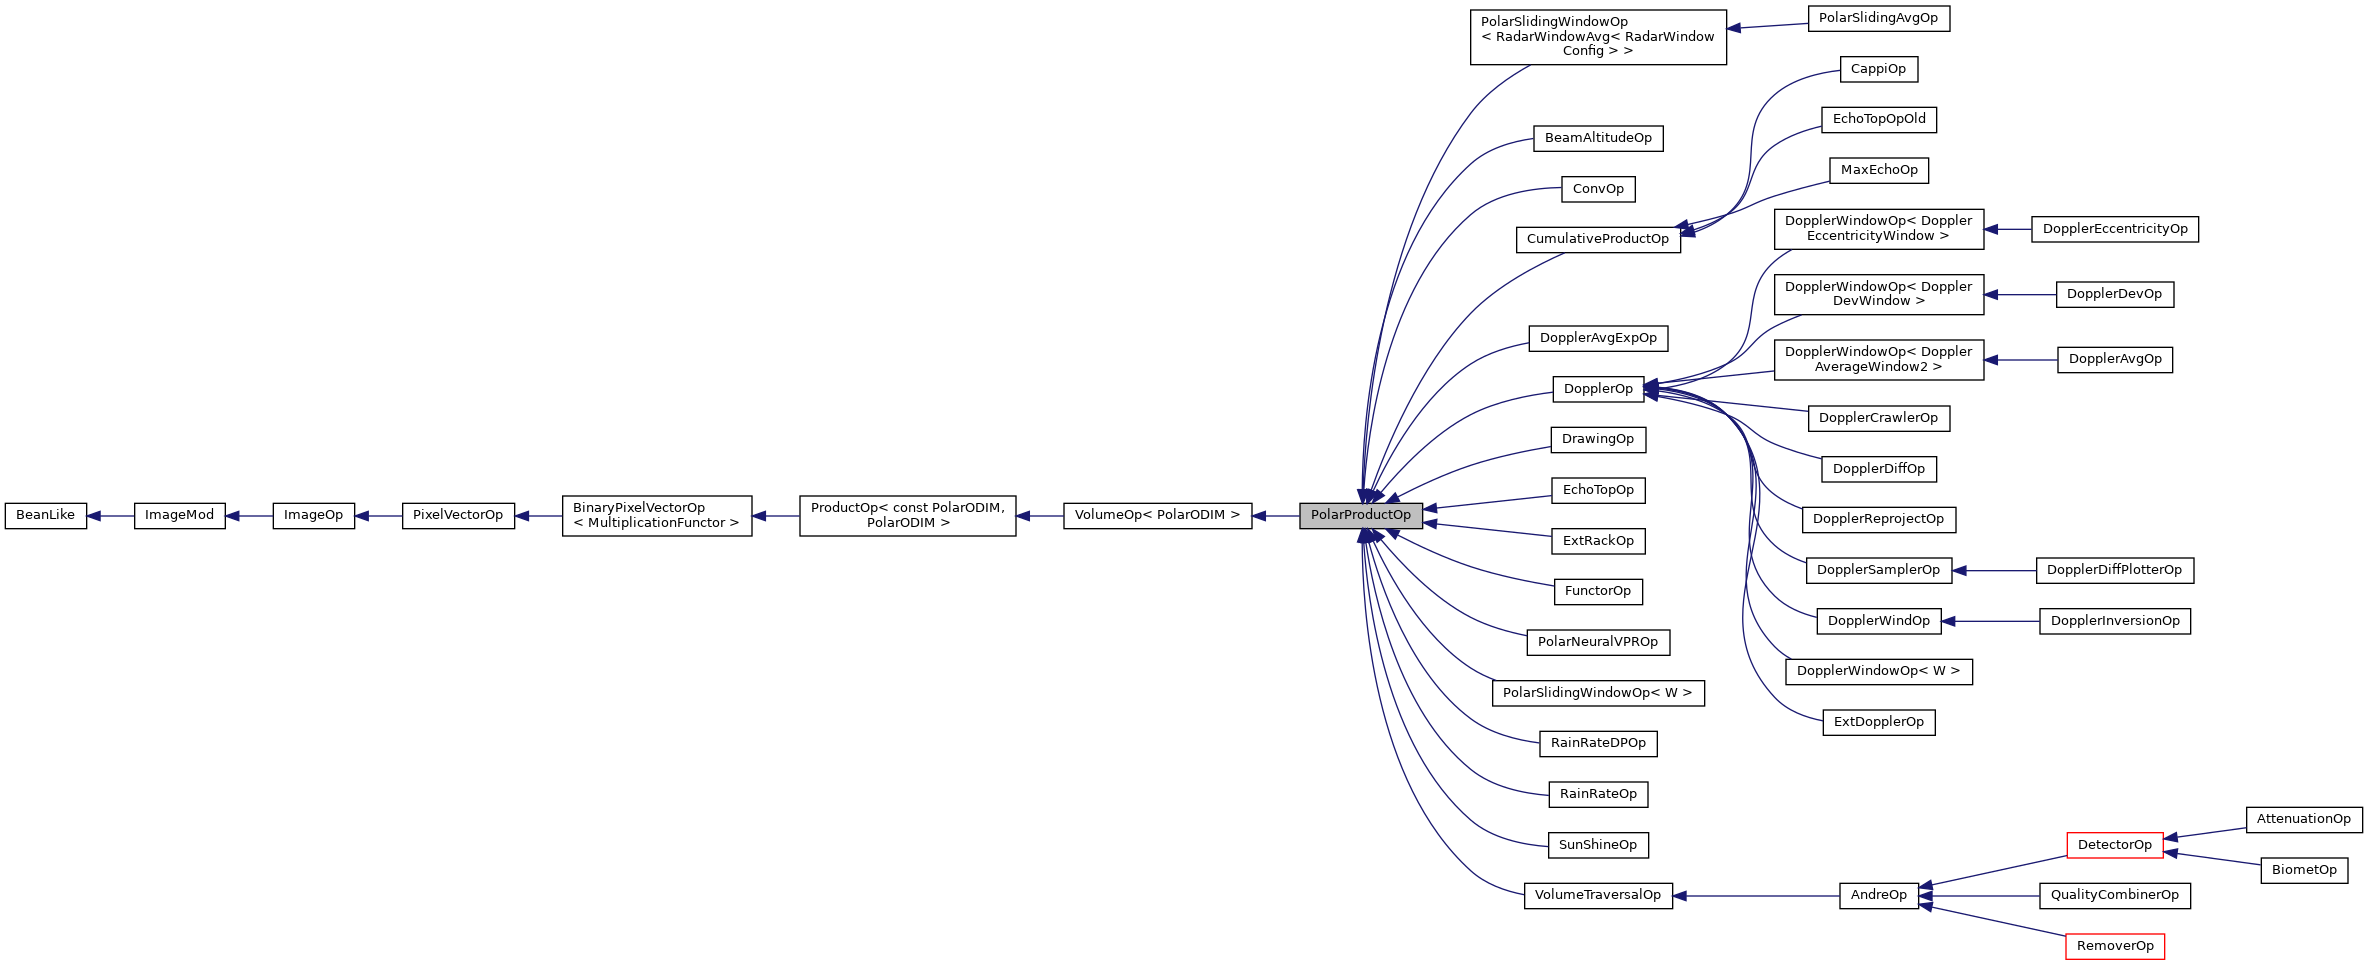 BeanLike
ImageMod
ImageOp
PixelVectorOp
BinaryPixelVectorOp
< MultiplicationFunctor >
ProductOp< const PolarODIM,
PolarODIM >
VolumeOp< PolarODIM >
PolarProductOp
PolarSlidingWindowOp
< RadarWindowAvg< RadarWindow
Config > >
BeamAltitudeOp
ConvOp
CumulativeProductOp
DopplerAvgExpOp
DopplerOp
DrawingOp
EchoTopOp
ExtRackOp
FunctorOp
PolarNeuralVPROp
PolarSlidingWindowOp< W >
RainRateDPOp
RainRateOp
SunShineOp
VolumeTraversalOp
PolarSlidingAvgOp
CappiOp
EchoTopOpOld
MaxEchoOp
DopplerWindowOp< Doppler
EccentricityWindow >
DopplerWindowOp< Doppler
DevWindow >
DopplerWindowOp< Doppler
AverageWindow2 >
DopplerCrawlerOp
DopplerDiffOp
DopplerReprojectOp
DopplerSamplerOp
DopplerWindOp
DopplerWindowOp< W >
ExtDopplerOp
AndreOp
DopplerEccentricityOp
DopplerDevOp
DopplerAvgOp
DopplerDiffPlotterOp
DopplerInversionOp
DetectorOp
QualityCombinerOp
RemoverOp
AttenuationOp
BiometOp